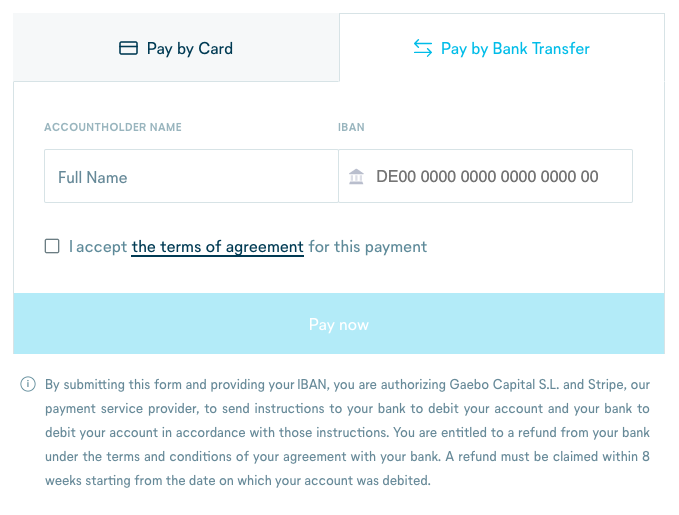 Pay by Card
Pay by Bank Transfer
ACCOUNTHOLDER NAME
IBAN
Full Name
DE00 0000 0000 0000 0000 00
I accept the terms of agreement for this payment
Pay now
By submitting this form and providing your IBAN, you are authorizing Gaebo Capital S.L. and Stripe, our
payment service provider, to send instructions to your bank to debit your account and your bank to
debit your account in accordance with those instructions. You are entitled to a refund from your bank
under the terms and conditions of your agreement with your bank. A refund must be claimed within 8
weeks starting from the date on which your account was debited.